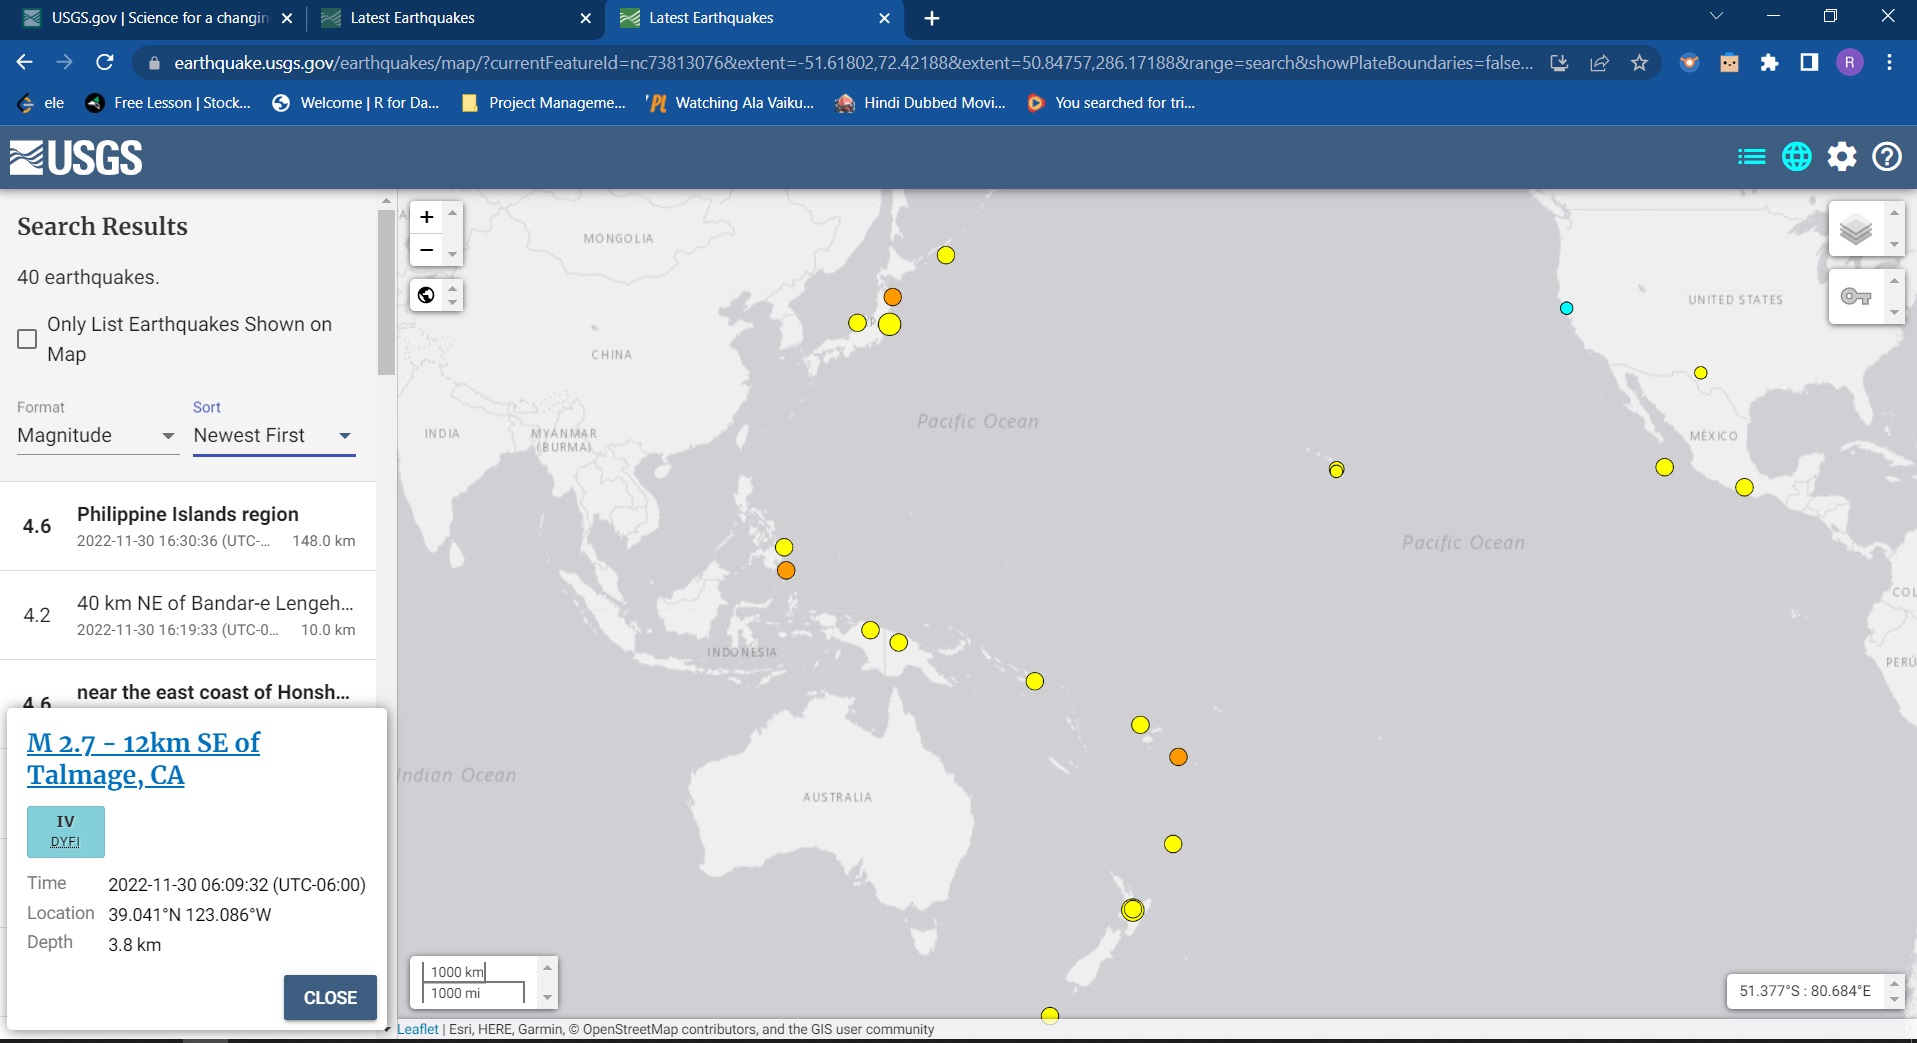 USGS.gov | Science for a changin
Latest Earthquakes
Latest Earthquakes
earthquake.usgs.gov/earthquakes/map/?currentFeatureId=nc73813076&extent=-51.61802,72.42188&extent=50.84757,286.17188&range=search&showPlateBoundaries=false...
R
ele
Free Lesson | Stock...
Welcome | R for Da...
Project Manageme...
Watching Ala Vaiku...
Hindi Dubbed Movi...
You searched for tri...
USGS
Search Results
40 earthquakes.
Only List Earthquakes Shown on
Map
Format
Magnitude
Sort
Newest First
4.6
Philippine Islands region
2022-11-30 16:30:36 (UTC-...
148.0 km
4.2
40 km NE of Bandar-e Lengeh...
2022-11-30 16:19:33 (UTC-0...
10.0 km
4.6
near the east coast of Honsh...
M 2.7 - 12km SE of
Talmage, CA
IV
DYFI
Time
2022-11-30 06:09:32 (UTC-06:00)
Location
39.041°N 123.086°W
Depth
3.8 km
CLOSE
+
−
MONGOLIA
CHINA
INDIA
MYANMAR
(BURMA)
Pacific Ocean
UNITED STATES
MÉXICO
Pacific Ocean
COL
PERÚ
INDONESIA
Indian Ocean
AUSTRALIA
1000 km
1000 mi
51.377°S : 80.684°E
Leaflet | Esri, HERE, Garmin, © OpenStreetMap contributors, and the GIS user community